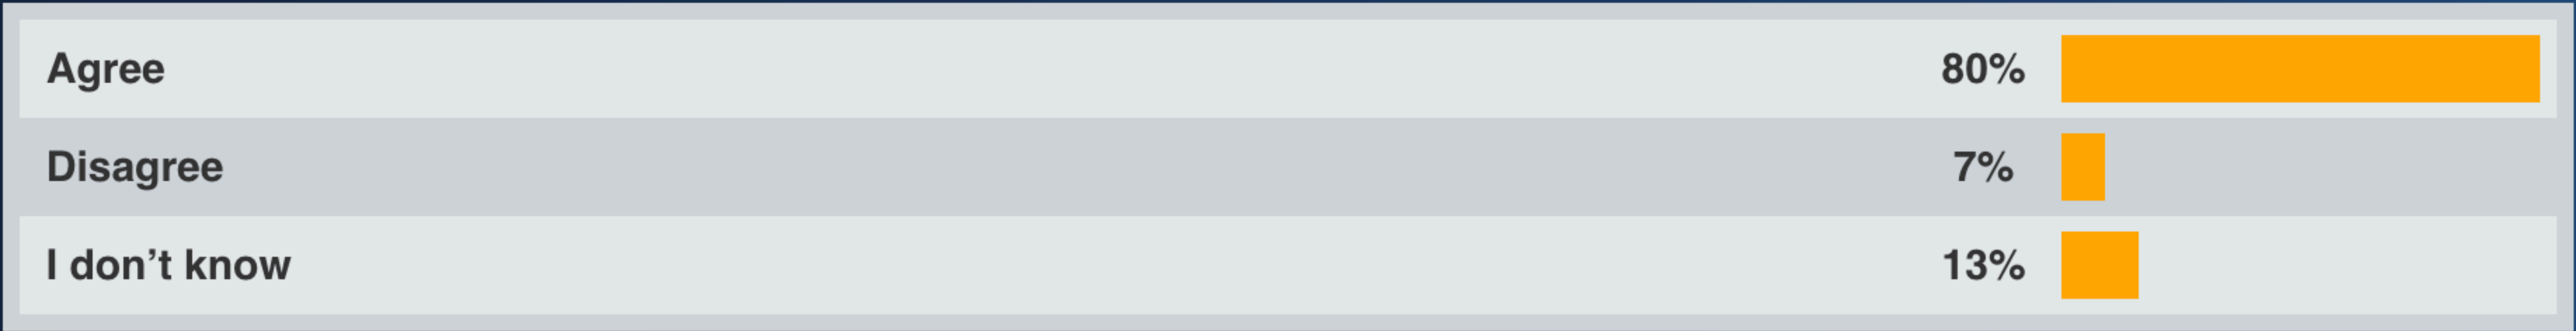 Agree 80%
Disagree 7%
I don’t know 13%